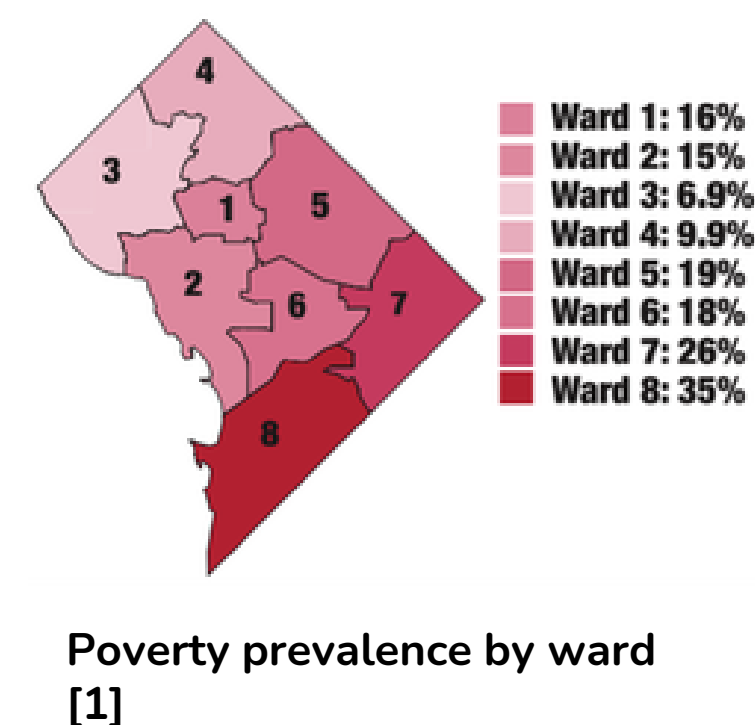 4
3
5
1
2
6
7
8
Ward 1: 16%
Ward 2: 15%
Ward 3: 6.9%
Ward 4: 9.9%
Ward 5: 19%
Ward 6: 18%
Ward 7: 26%
Ward 8: 35%
Poverty prevalence by ward
[1]